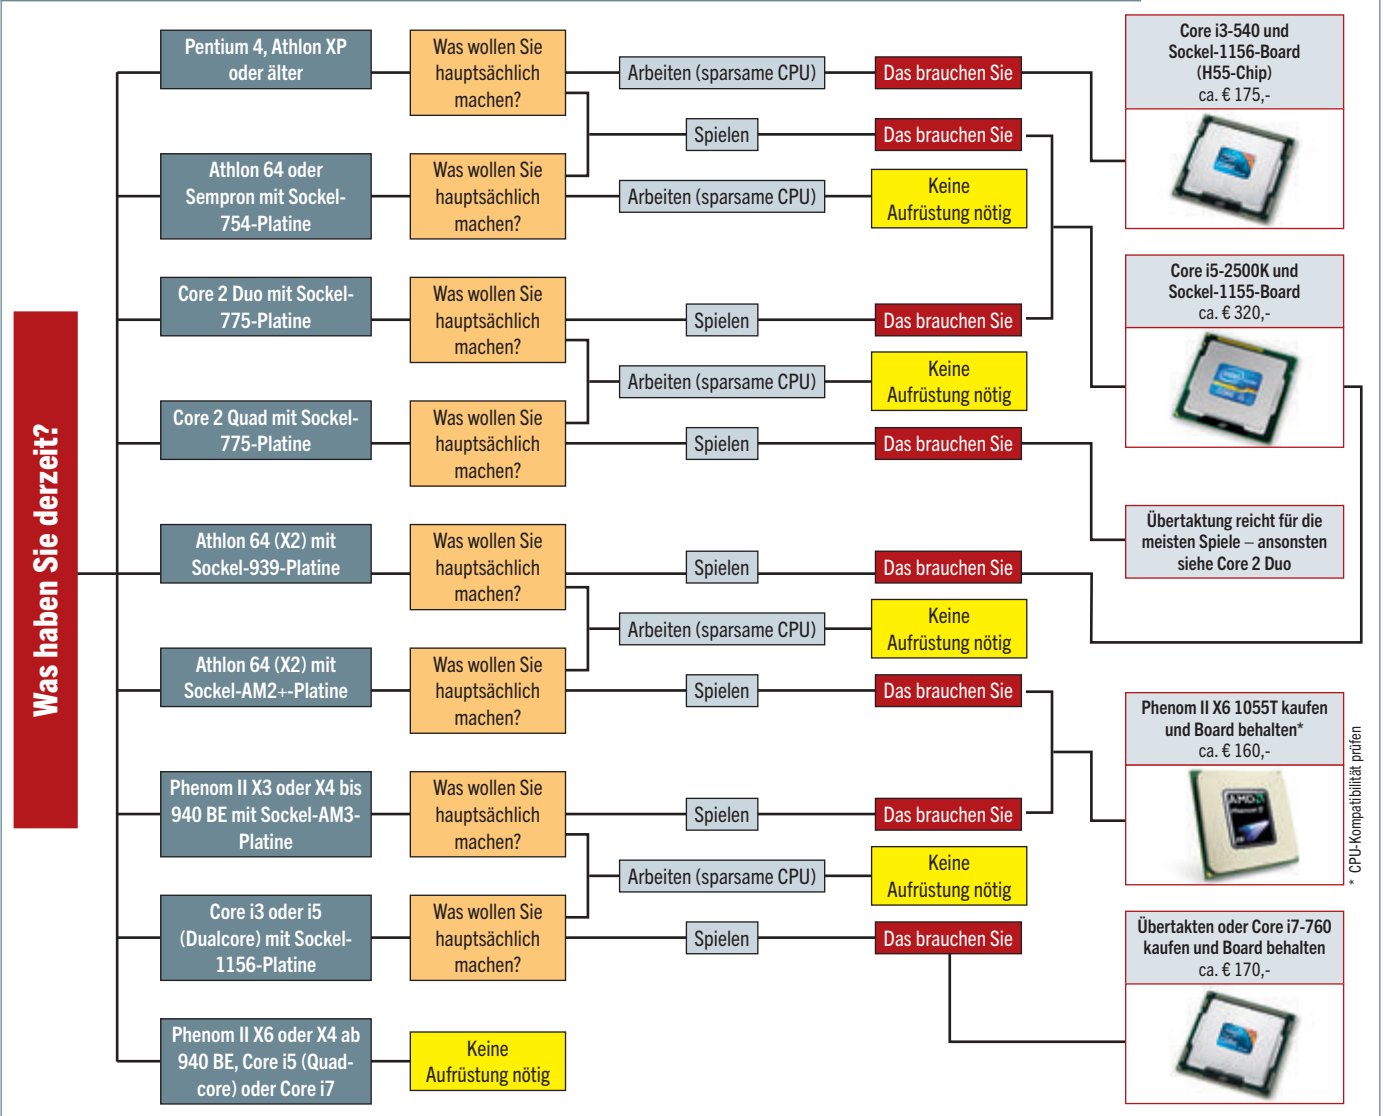 Was haben Sie derzeit?
Pentium 4, Athlon XP
oder älter
Was wollen Sie
hauptsächlich
machen?
Arbeiten (sparsame CPU)
Das brauchen Sie
Core i3-540 und
Sockel-1156-Board
(H55-Chip)
ca. € 175,-
Spielen
Das brauchen Sie
Athlon 64 oder
Sempron mit Sockel-
754-Platine
Was wollen Sie
hauptsächlich
machen?
Arbeiten (sparsame CPU)
Keine
Aufrüstung nötig
Core i5-2500K und
Sockel-1155-Board
ca. € 320,-
Core 2 Duo mit Sockel-
775-Platine
Was wollen Sie
hauptsächlich
machen?
Spielen
Das brauchen Sie
Arbeiten (sparsame CPU)
Keine
Aufrüstung nötig
Core 2 Quad mit Sockel-
775-Platine
Was wollen Sie
hauptsächlich
machen?
Spielen
Das brauchen Sie
Übertaktung reicht für die
meisten Spiele – ansonsten
siehe Core 2 Duo
Athlon 64 (X2) mit
Sockel-939-Platine
Was wollen Sie
hauptsächlich
machen?
Spielen
Das brauchen Sie
Arbeiten (sparsame CPU)
Keine
Aufrüstung nötig
Athlon 64 (X2) mit
Sockel-AM2+-Platine
Was wollen Sie
hauptsächlich
machen?
Spielen
Das brauchen Sie
Phenom II X6 1055T kaufen
und Board behalten*
ca. € 160,-
AMD
* CPU-Kompatibilität prüfen
Phenom II X3 oder X4 bis
940 BE mit Sockel-AM3-
Platine
Was wollen Sie
hauptsächlich
machen?
Spielen
Das brauchen Sie
Arbeiten (sparsame CPU)
Keine
Aufrüstung nötig
Core i3 oder i5
(Dualcore) mit Sockel-
1156-Platine
Was wollen Sie
hauptsächlich
machen?
Spielen
Das brauchen Sie
Übertakten oder Core i7-760
kaufen und Board behalten
ca. € 170,-
Phenom II X6 oder X4 ab
940 BE, Core i5 (Quad-
core) oder Core i7
Keine
Aufrüstung nötig